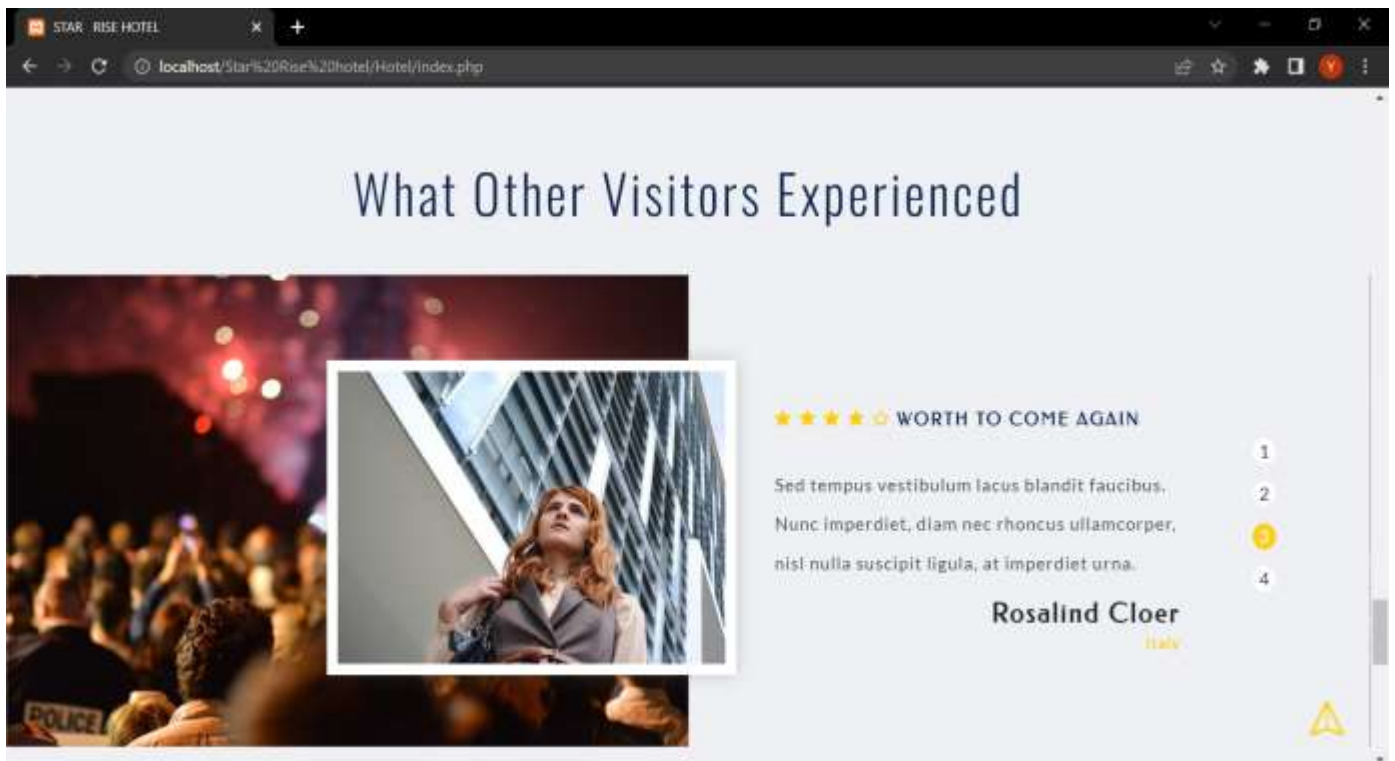 STAR RISE HOTEL
localhost/Star%20Rise%20hotel/Hotel/index.php
Y
What Other Visitors Experienced
WORTH TO COME AGAIN
Sed tempus vestibulum lacus blandit faucibus.
Nunc imperdiet, diam nec rhoncus ullamcorper,
nisl nulla suscipit ligula, at imperdiet urna.
Rosalind Cloer
Italy
1
2
3
4
POLICE